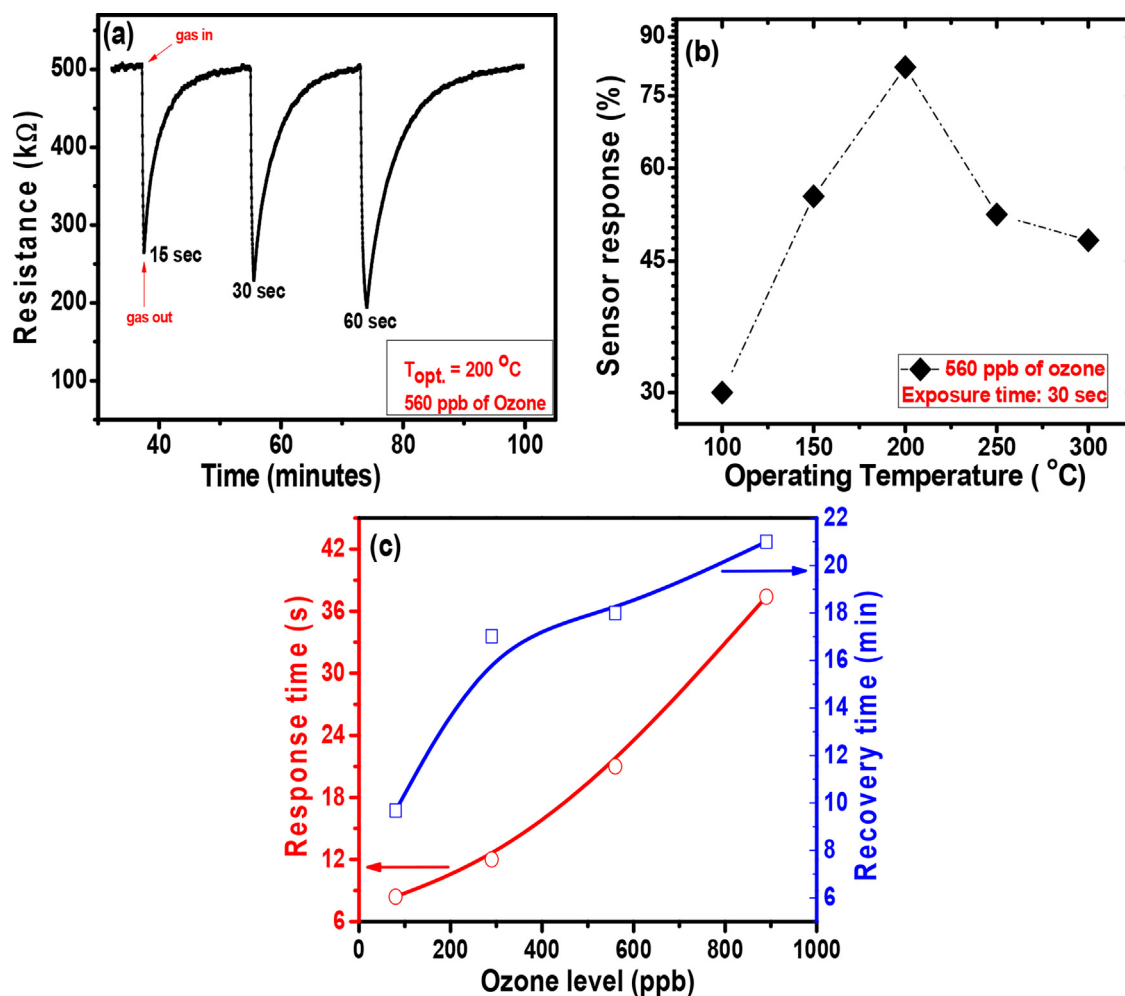 (a)
gas in
500
400
300
200
100
15 sec
30 sec
60 sec
gas out
Topt. = 200 °C
560 ppb of Ozone
40 60 80 100
Time (minutes)
Resistance (kΩ)
(b)
90
75
60
45
30
560 ppb of ozone
Exposure time: 30 sec
100 150 200 250 300
Operating Temperature ( °C)
Sensor response (%)
(c)
42
36
30
24
18
12
6
Response time (s)
22
21
20
18
16
14
12
10
8
6
Recovery time (min)
0 200 400 600 800 1000
Ozone level (ppb)